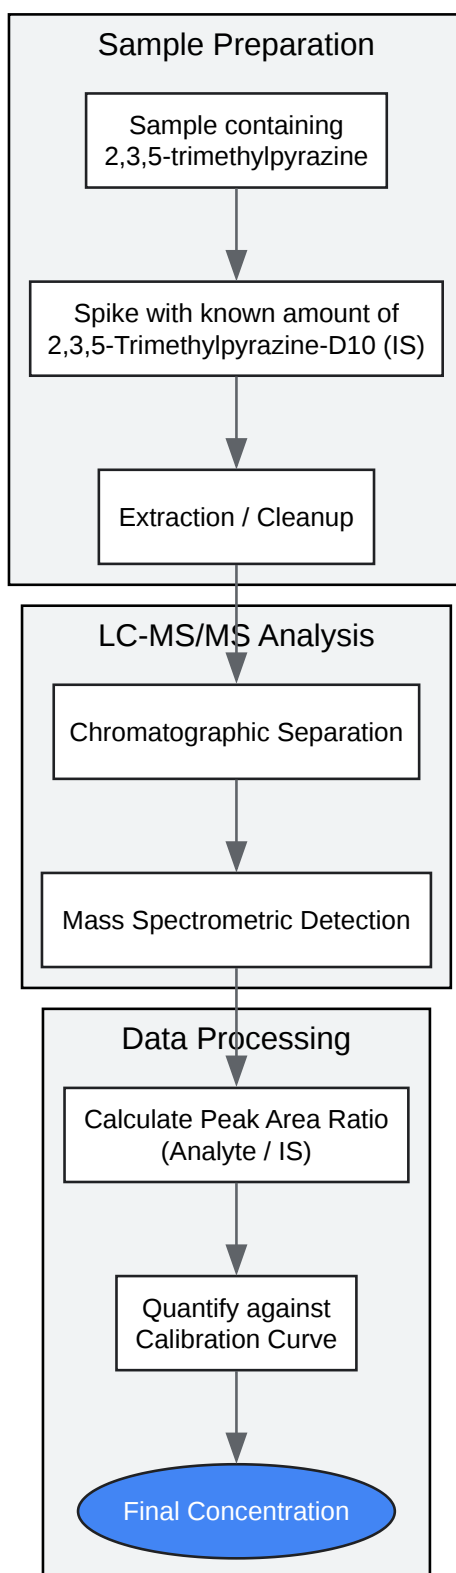 Sample Preparation
Sample containing
2,3,5-trimethylpyrazine
Spike with known amount of
2,3,5-Trimethylpyrazine-D10 (IS)
Extraction / Cleanup
LC-MS/MS Analysis
Chromatographic Separation
Mass Spectrometric Detection
Data Processing
Calculate Peak Area Ratio
(Analyte / IS)
Quantify against
Calibration Curve
Final Concentration